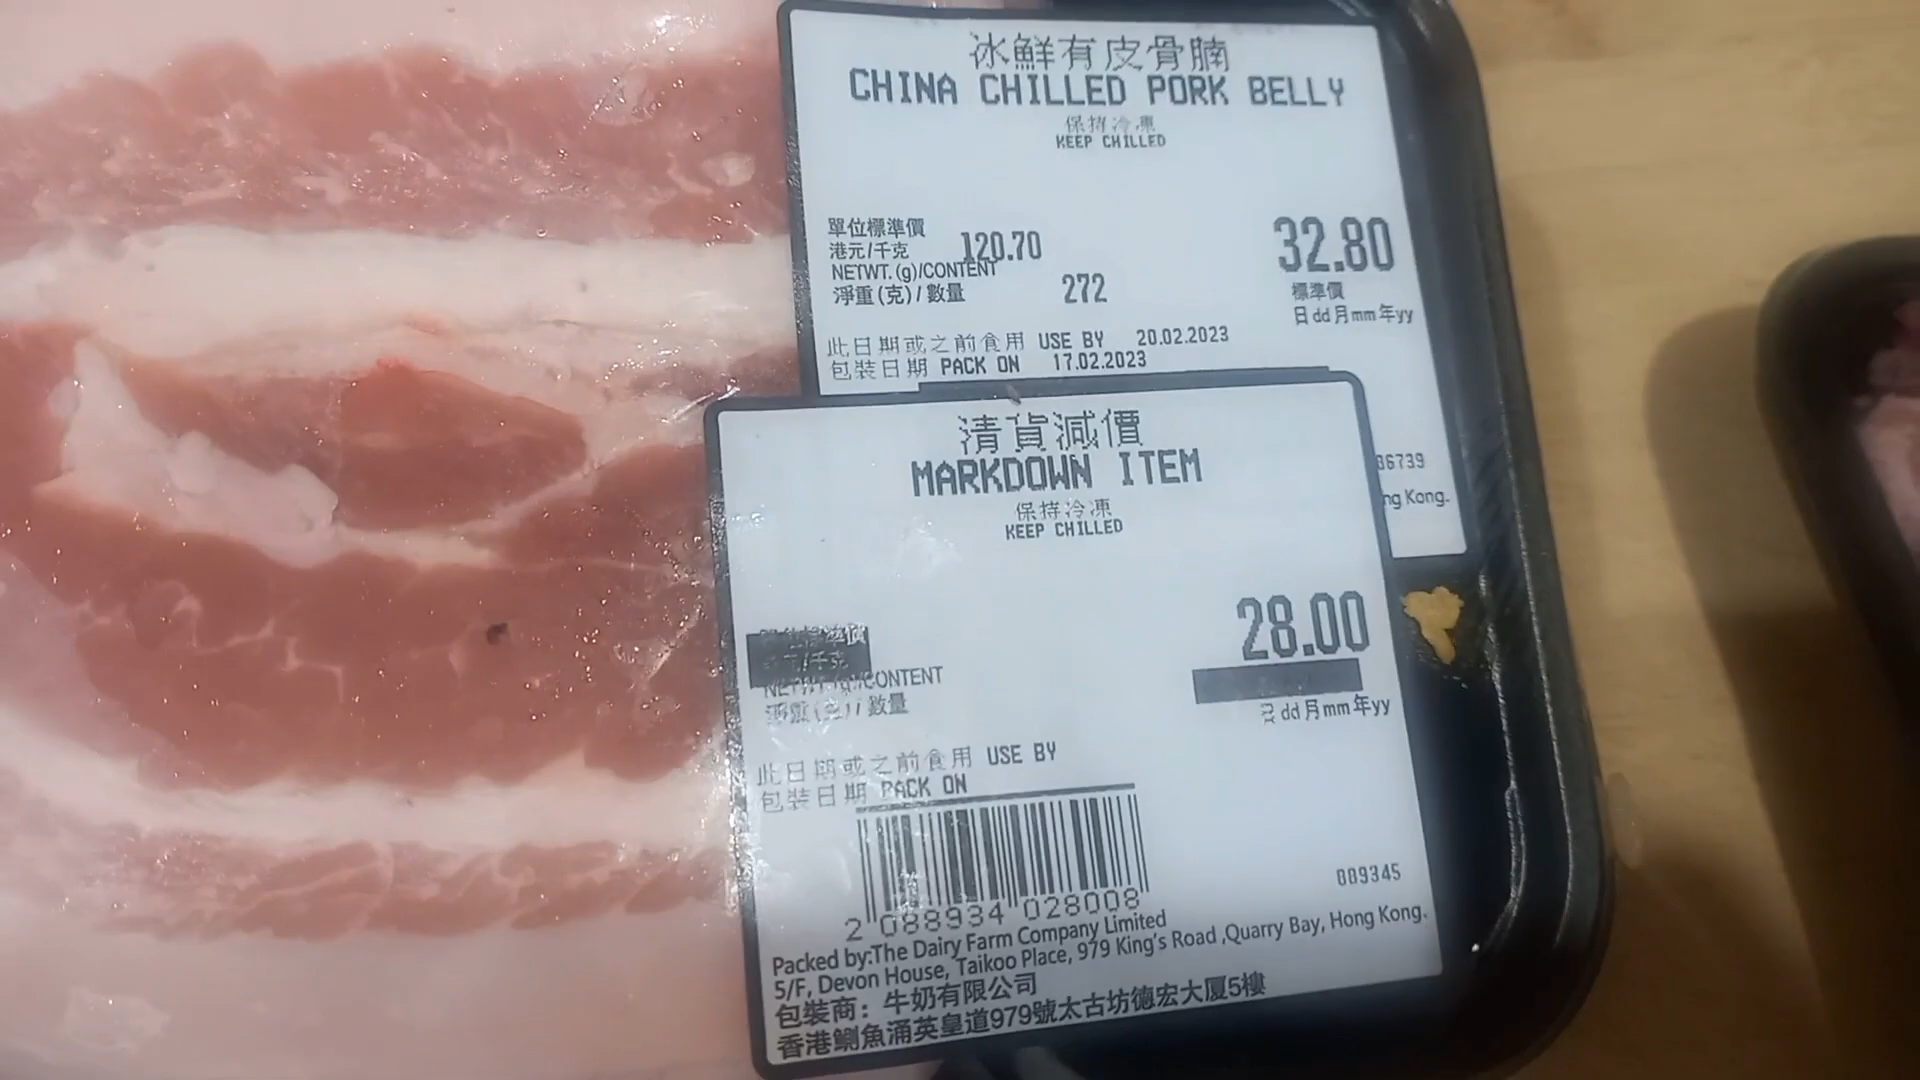 冰鮮有皮骨腩
CHINA CHILLED PORK BELLY
保持冷凍
KEEP CHILLED
單位標準價
港元/千克 120.70
32.80
NETWT.(g)/CONTENT
淨重(克)/數量 272
標準價
日dd月mm年yy
此日期或之前食用 USE BY 20.02.2023
包裝日期 PACK ON 17.02.2023
86739
ng Kong.
清貨減價
MARKDOWN ITEM
保持冷凍
KEEP CHILLED
28.00
CONTENT
數量
dd月mm年yy
此日期或之前食用 USE BY
包裝日期 PACK ON
2 088934 028008
889345
Packed by:The Dairy Farm Company Limited
5/F, Devon House, Taikoo Place, 979 King's Road ,Quarry Bay, Hong Kong.
包裝商：牛奶有限公司
香港鰂魚涌英皇道979號太古坊德宏大廈5樓